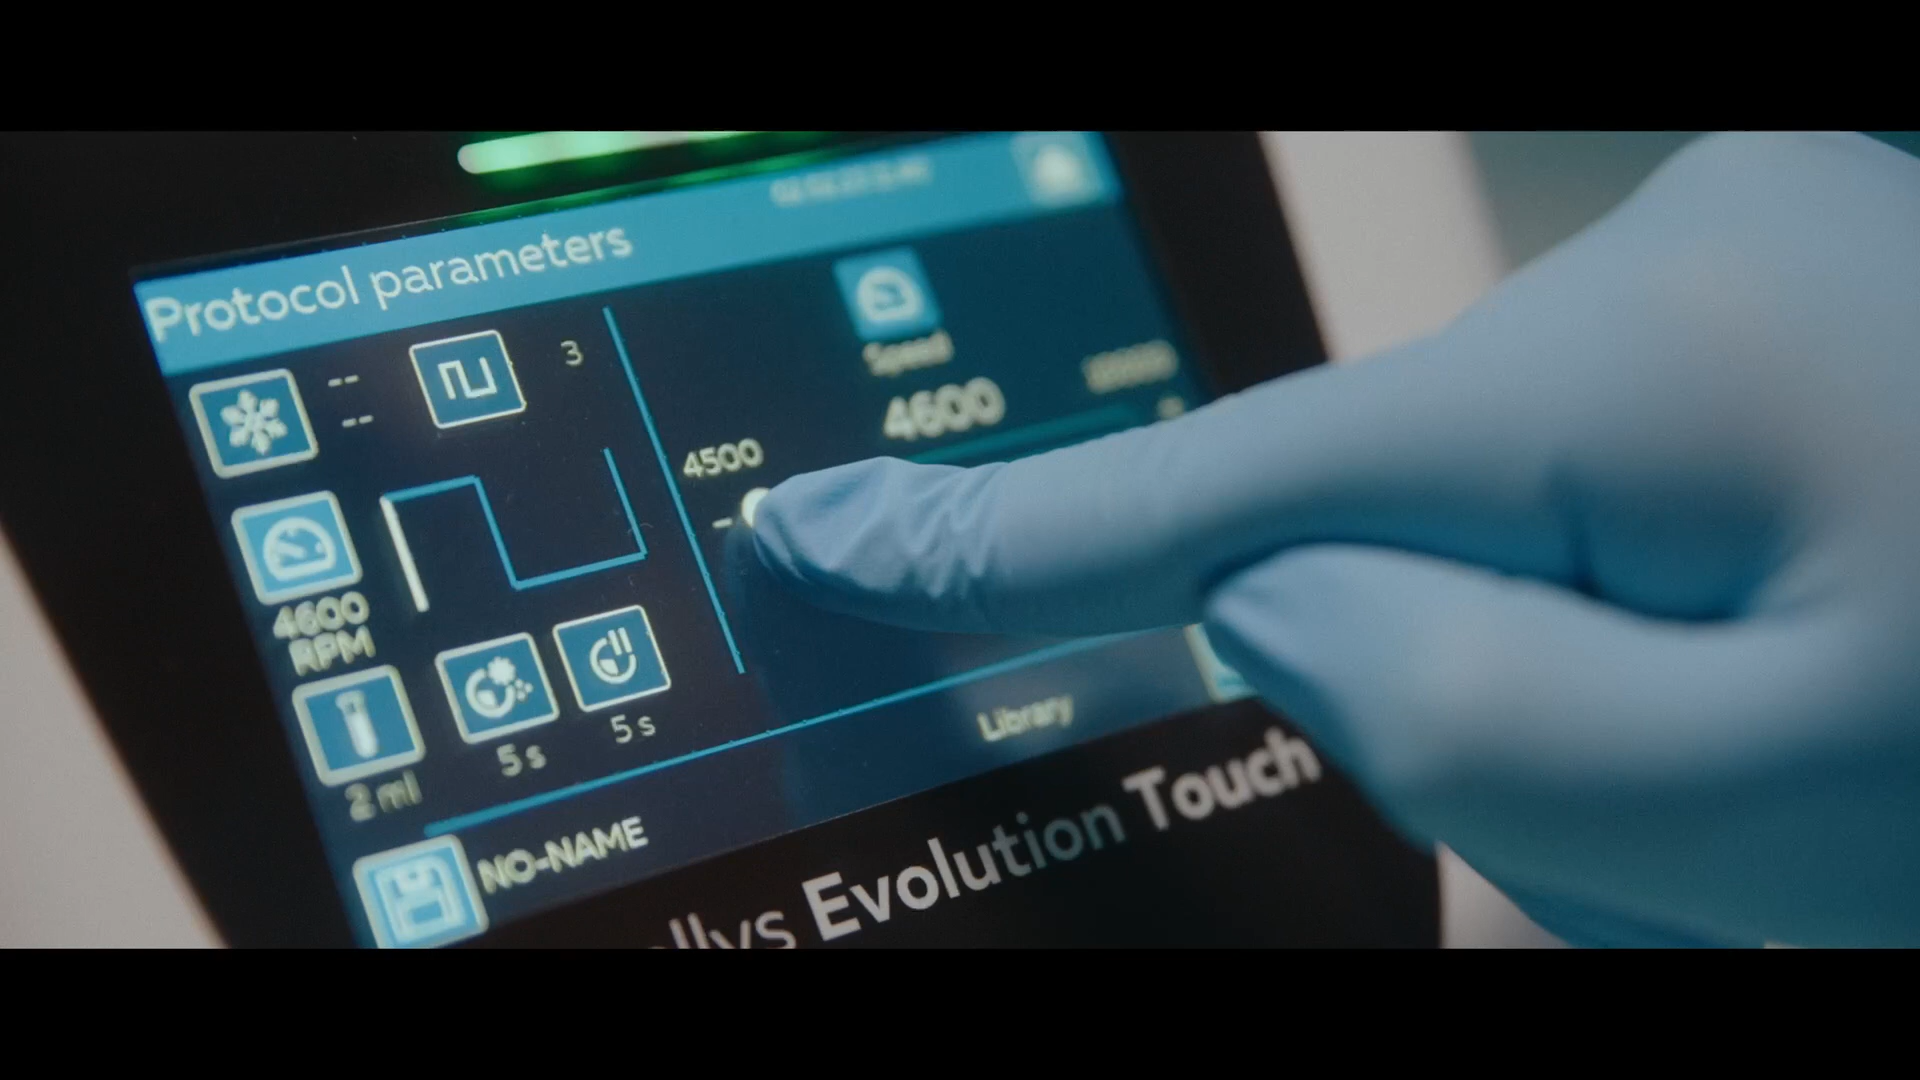 Protocol parameters
--
--
3
Speed
4600
4500
-
4600
RPM
2 ml
5 s
5 s
Library
NO-NAME
Evolution Touch